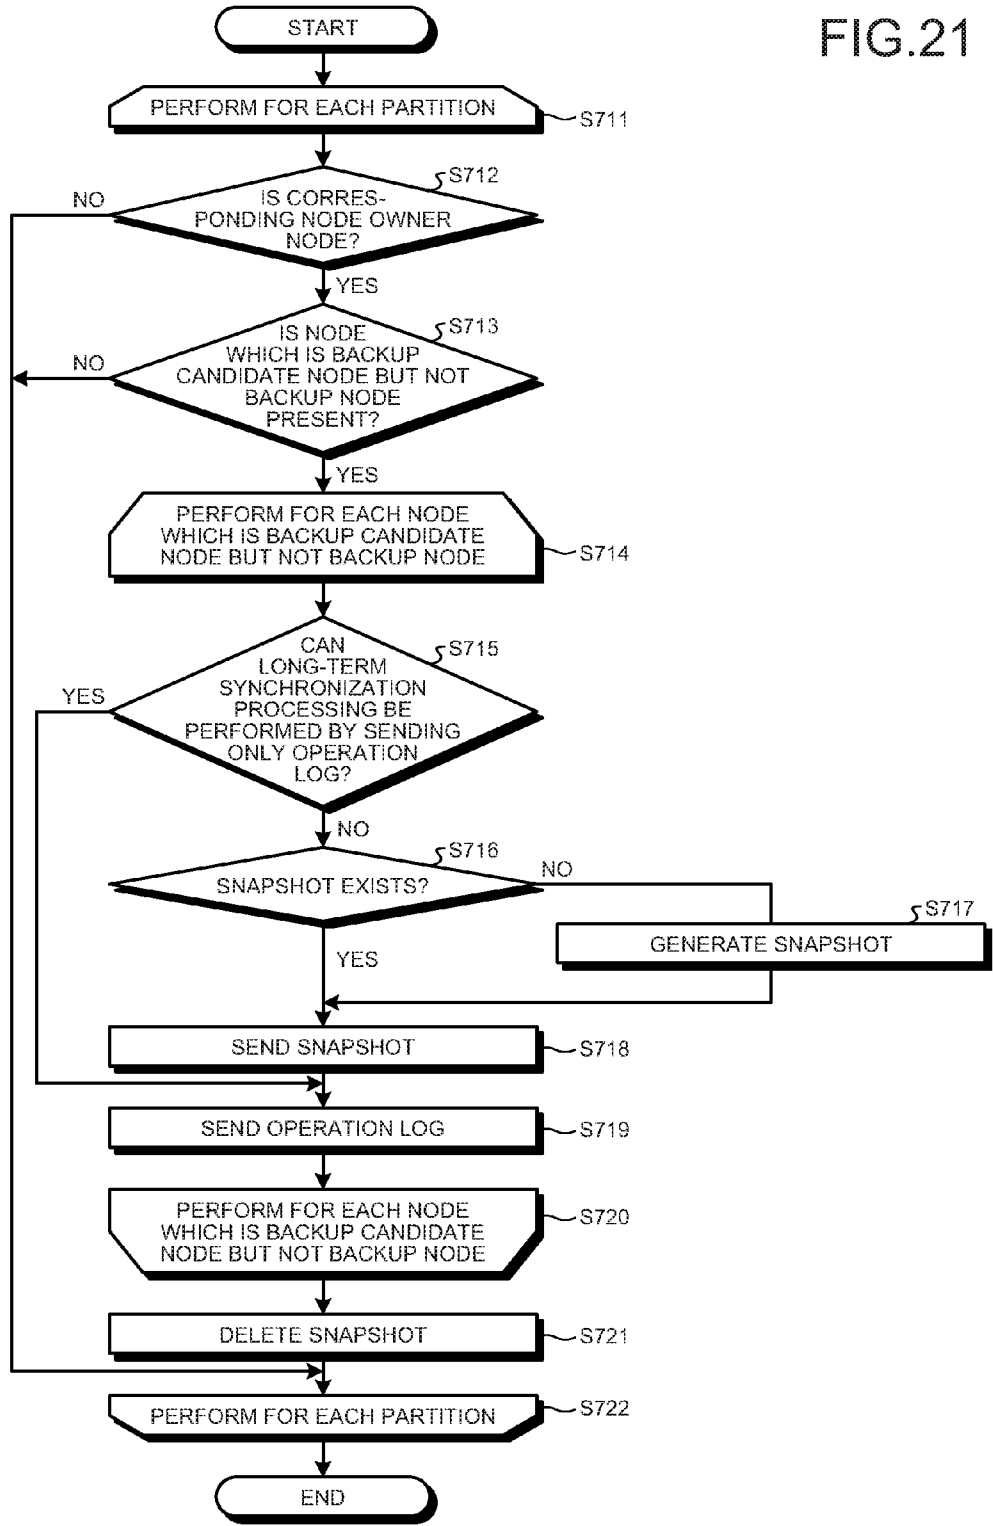 FIG.21
START
PERFORM FOR EACH PARTITION
S711
S712
NO
IS CORRES-
PONDING NODE OWNER
NODE?
YES
S713
IS NODE
WHICH IS BACKUP
CANDIDATE NODE BUT NOT
BACKUP NODE
PRESENT?
NO
YES
PERFORM FOR EACH NODE
WHICH IS BACKUP CANDIDATE
NODE BUT NOT BACKUP NODE
S714
S715
CAN
LONG-TERM
SYNCHRONIZATION
PROCESSING BE
PERFORMED BY SENDING
ONLY OPERATION
LOG?
YES
NO
S716
SNAPSHOT EXISTS?
NO
S717
GENERATE SNAPSHOT
YES
SEND SNAPSHOT
S718
SEND OPERATION LOG
S719
PERFORM FOR EACH NODE
WHICH IS BACKUP CANDIDATE
NODE BUT NOT BACKUP NODE
S720
DELETE SNAPSHOT
S721
PERFORM FOR EACH PARTITION
S722
END